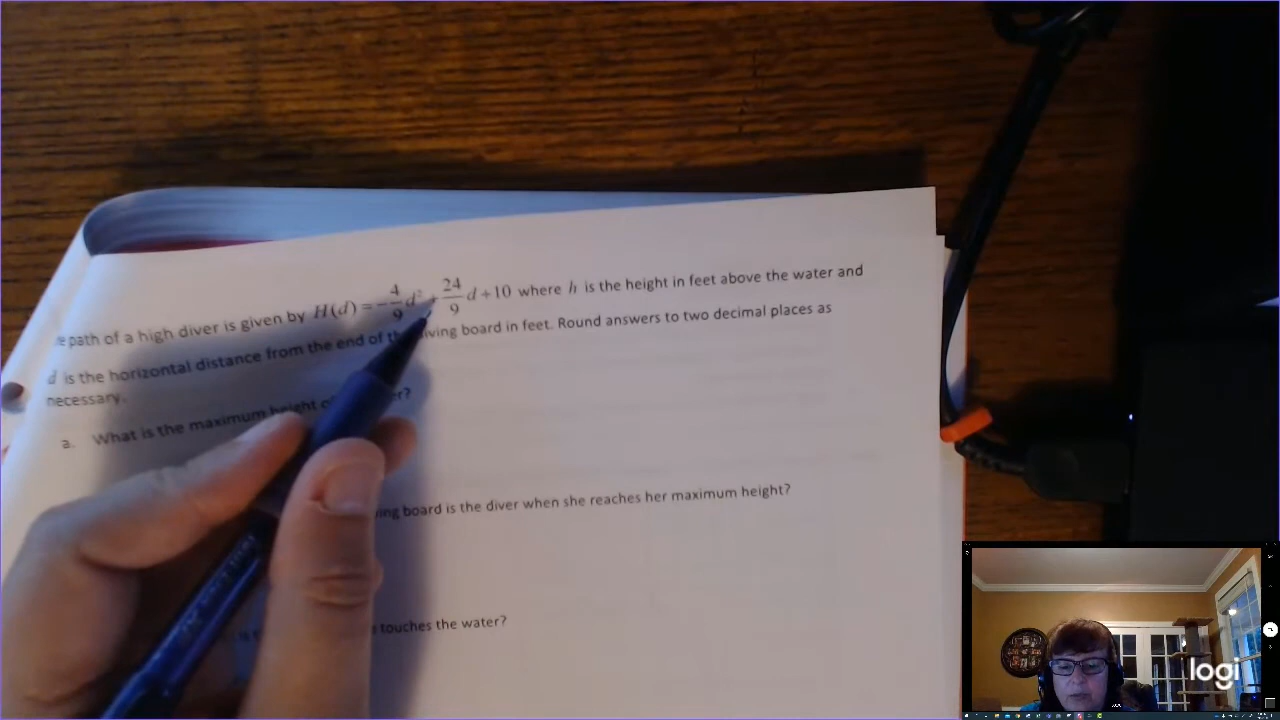 path of a high diver is given by H(d) = -4/9 d² + 24/9 d + 10 where h is the height in feet above the water and
d is the horizontal distance from the end of the diving board in feet. Round answers to two decimal places as
necessary.
a. What is the maximum height
board is the diver when she reaches her maximum height?
touches the water?
logi